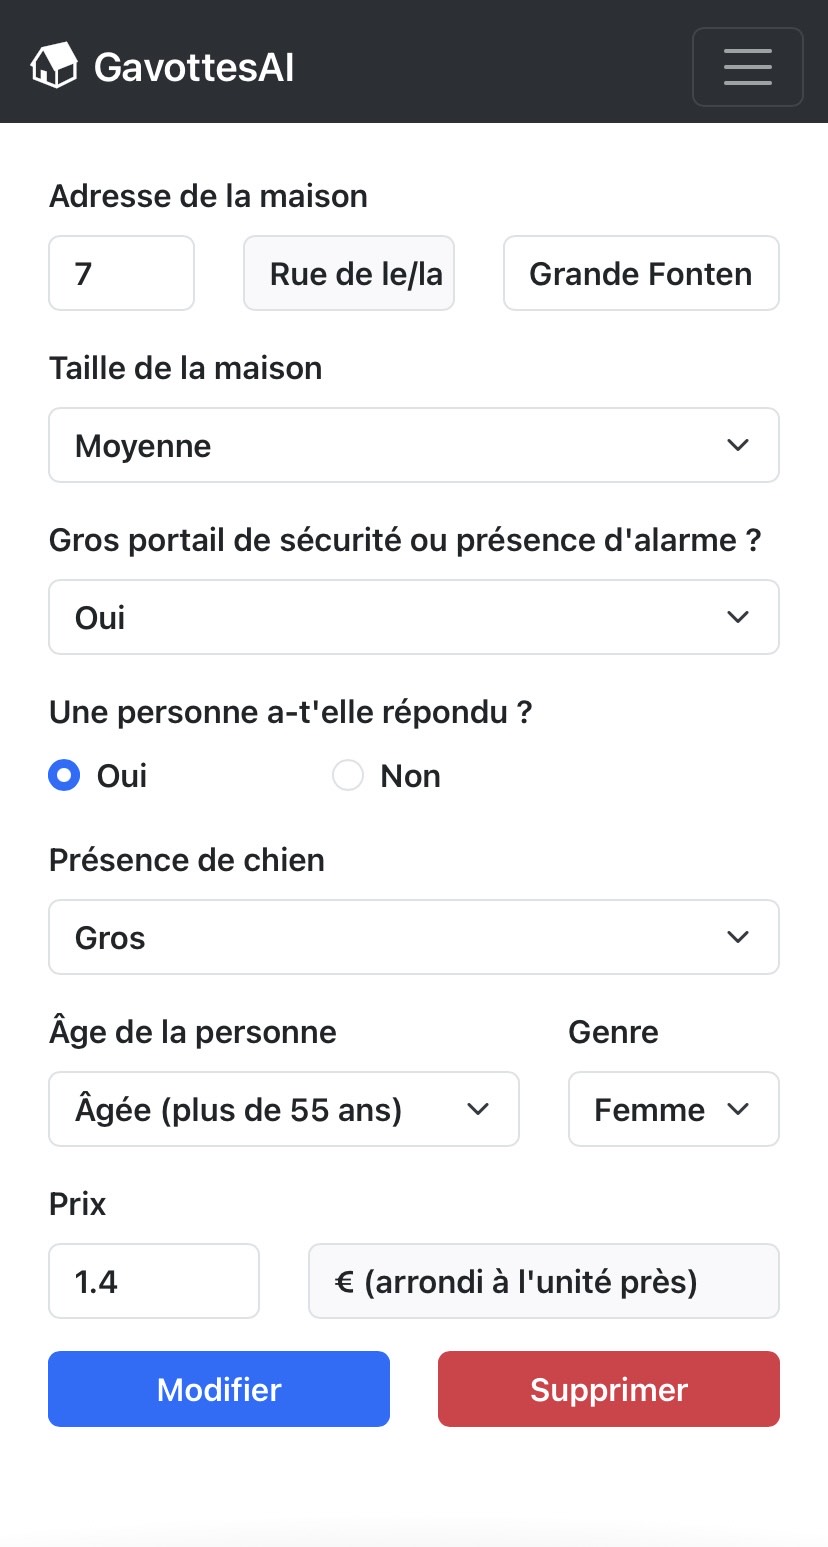 GavottesAI
Adresse de la maison
7 Rue de le/la Grande Fonten
Taille de la maison
Moyenne
Gros portail de sécurité ou présence d'alarme ?
Oui
Une personne a-t'elle répondu ?
Oui Non
Présence de chien
Gros
Âge de la personne Genre
Âgée (plus de 55 ans) Femme
Prix
1.4 € (arrondi à l'unité près)
Modifier Supprimer